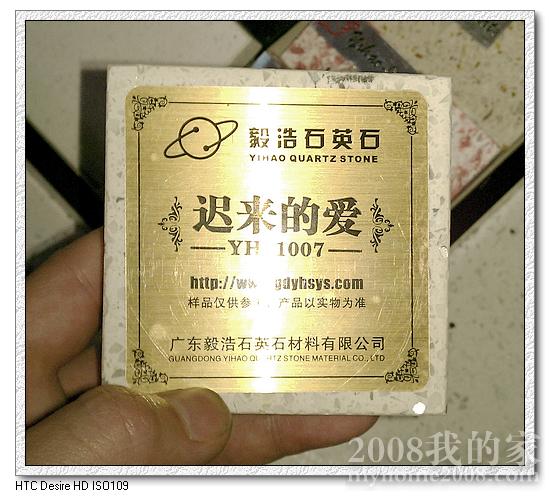 毅浩石英石
YIHAO QUARTZ STONE
迟来的爱
YH 1007
http://www.gdyhsys.com
样品仅供参 产品以实物为准
广东毅浩石英石材料有限公司
GUANGDONG YIHAO QUARTZ STONE MATERIAL CO., LTD
2008我的家
myhome2008.com
HTC Desire HD ISO109